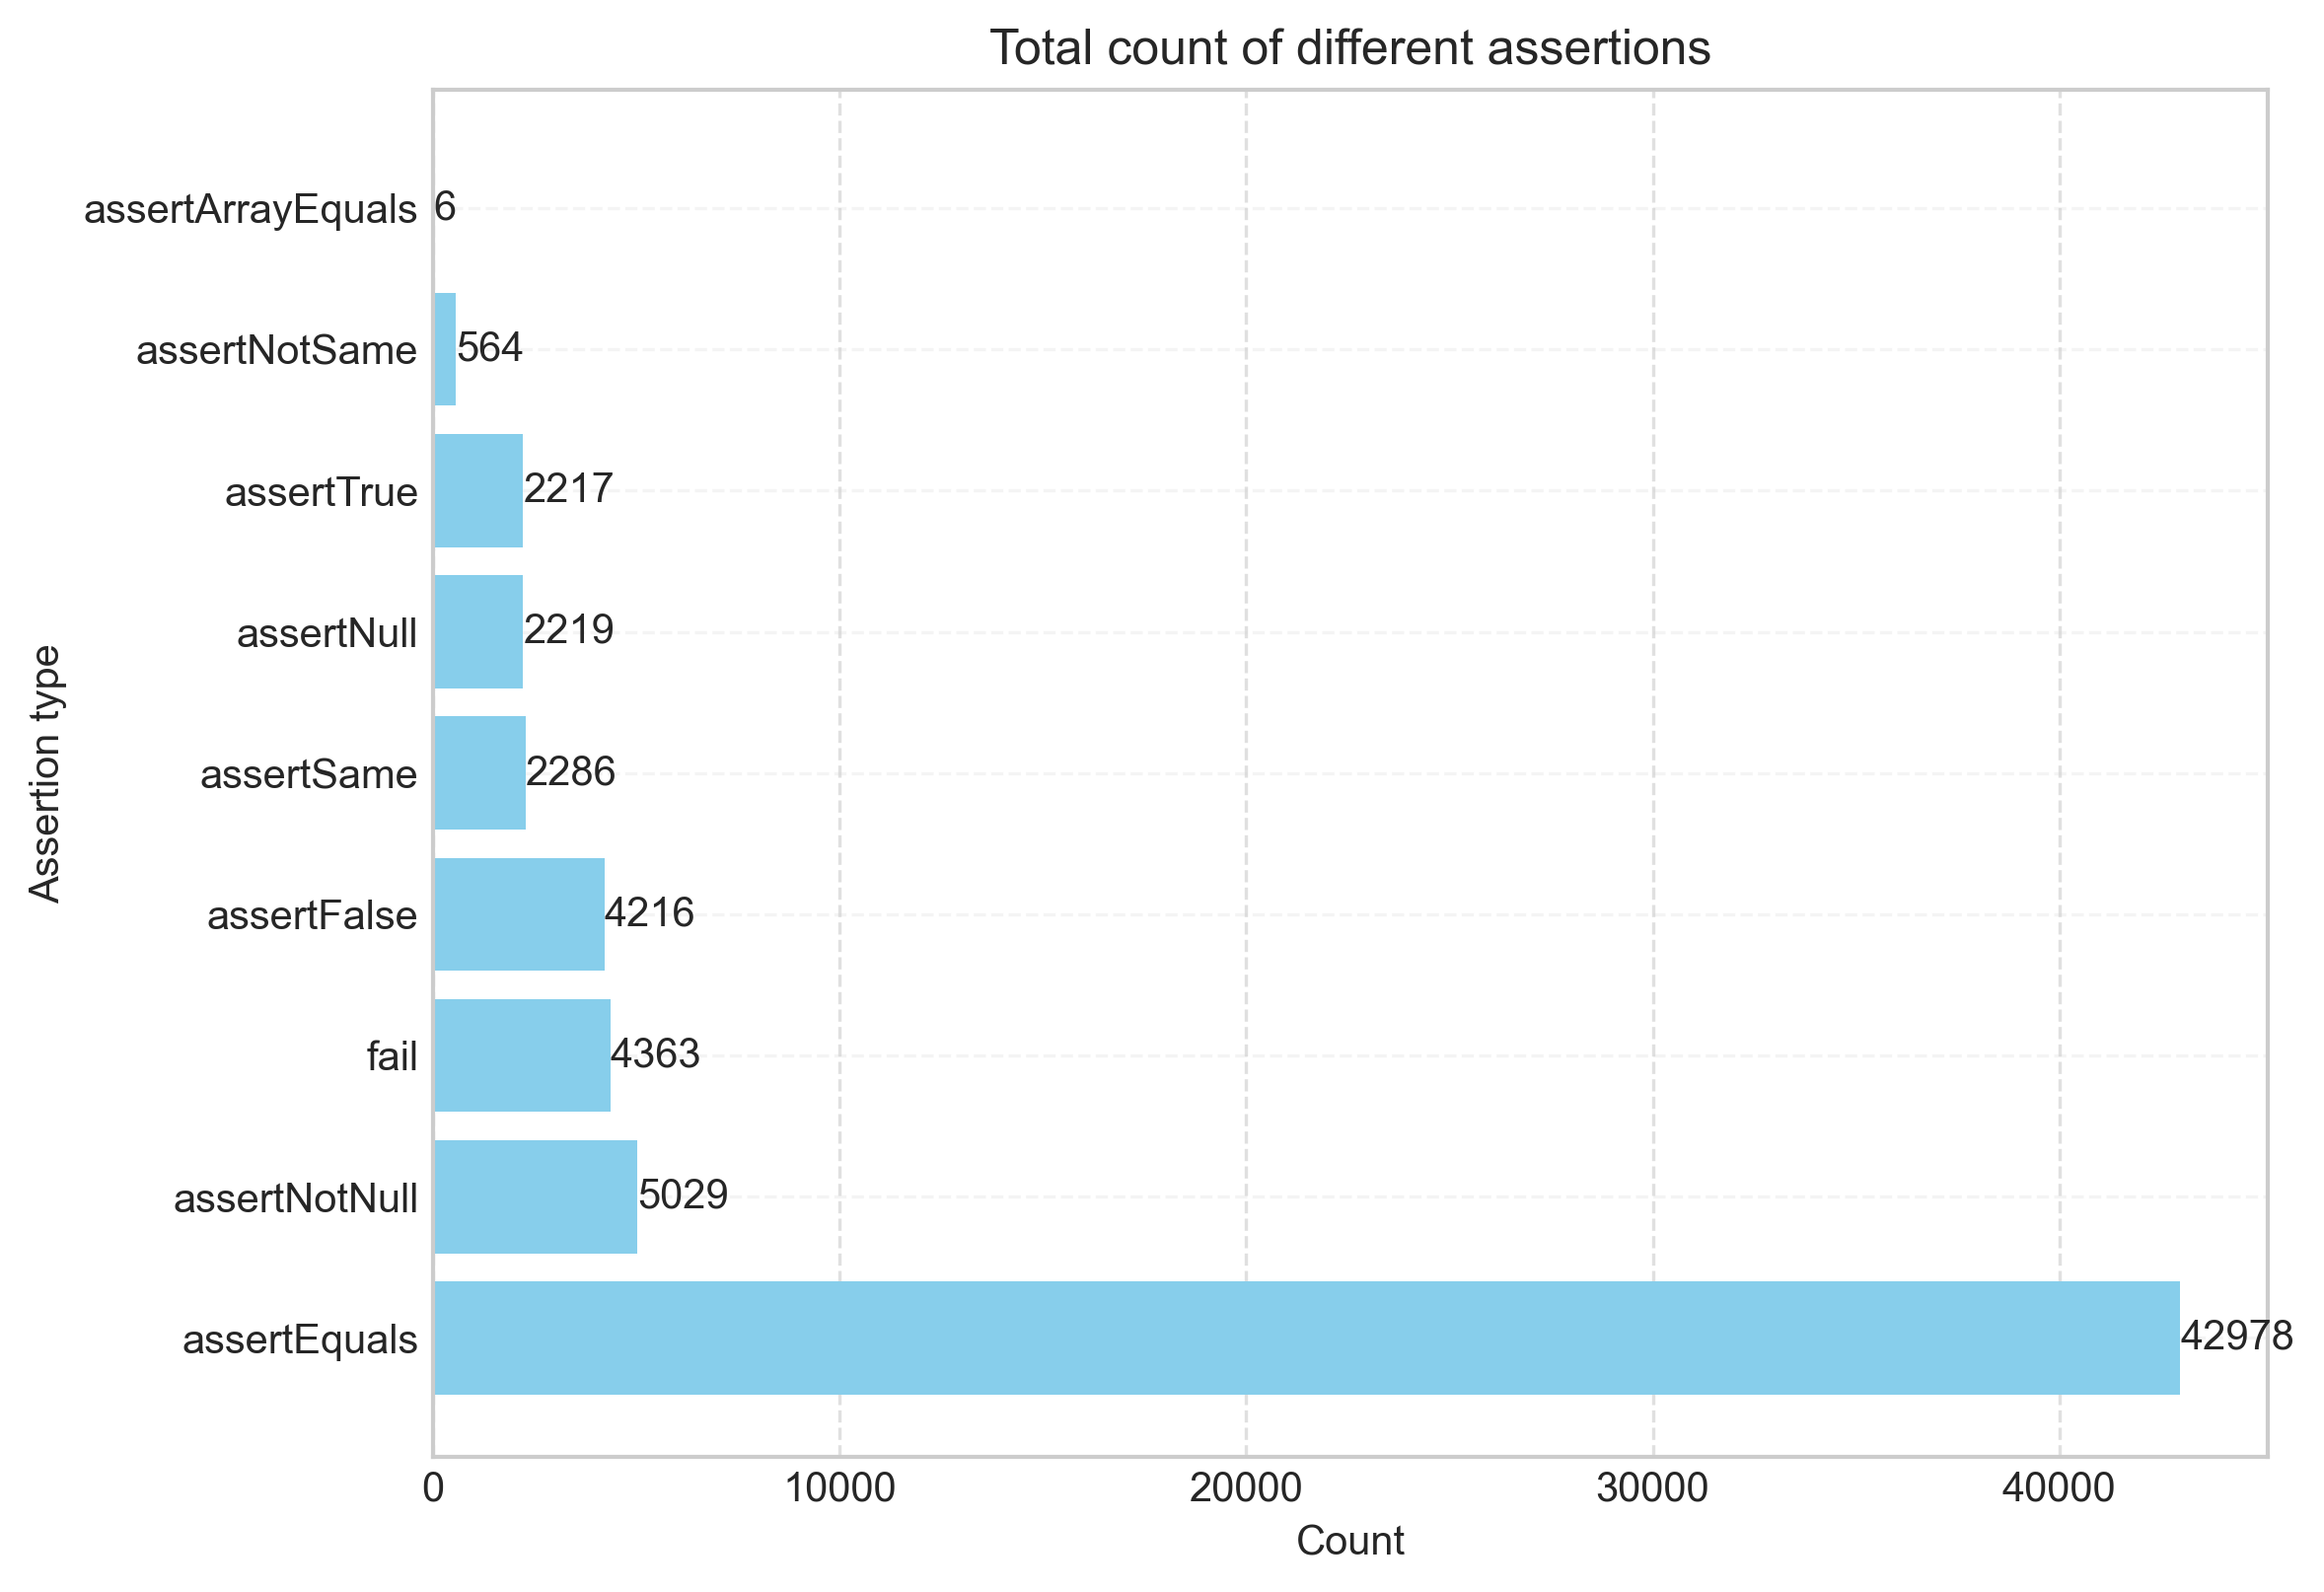 Total count of different assertions
assertArrayEquals 6
assertNotSame 564
assertTrue 2217
assertNull 2219
assertSame 2286
assertFalse 4216
fail 4363
assertNotNull 5029
assertEquals 42978
Assertion type
0 10000 20000 30000 40000
Count